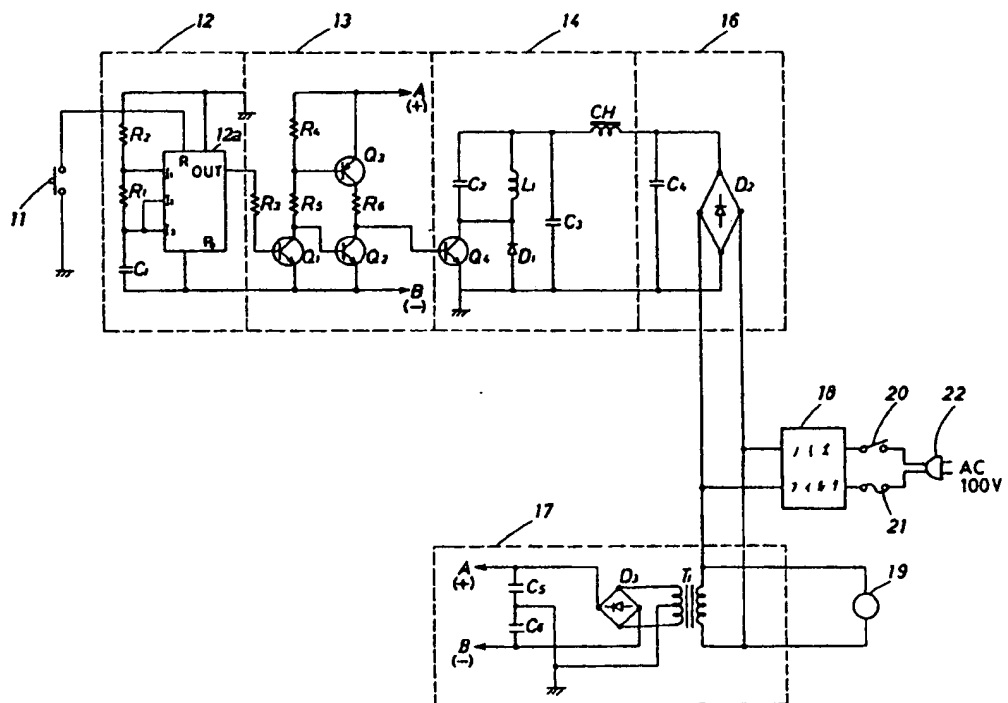 12
13
14
16
A
(+)
CH
R2
R4
12a
Q3
R
OUT
C2
L1
C3
C4
D2
R1
R3
R5
R6
11
C1
Q1
Q2
Q4
D1
B
(-)
18
20
22
AC
100V
21
17
A
(+)
D3
T1
19
C5
C6
B
(-)